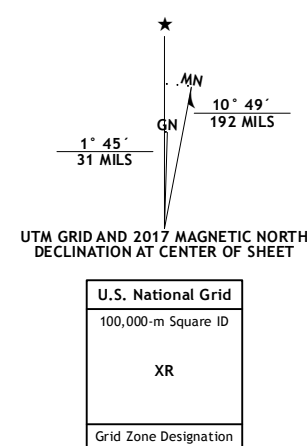 ★
MN
GN
10° 49´
192 MILS
1° 45´
31 MILS
UTM GRID AND 2017 MAGNETIC NORTH
DECLINATION AT CENTER OF SHEET
U.S. National Grid
100,000-m Square ID
XR
Grid Zone Designation